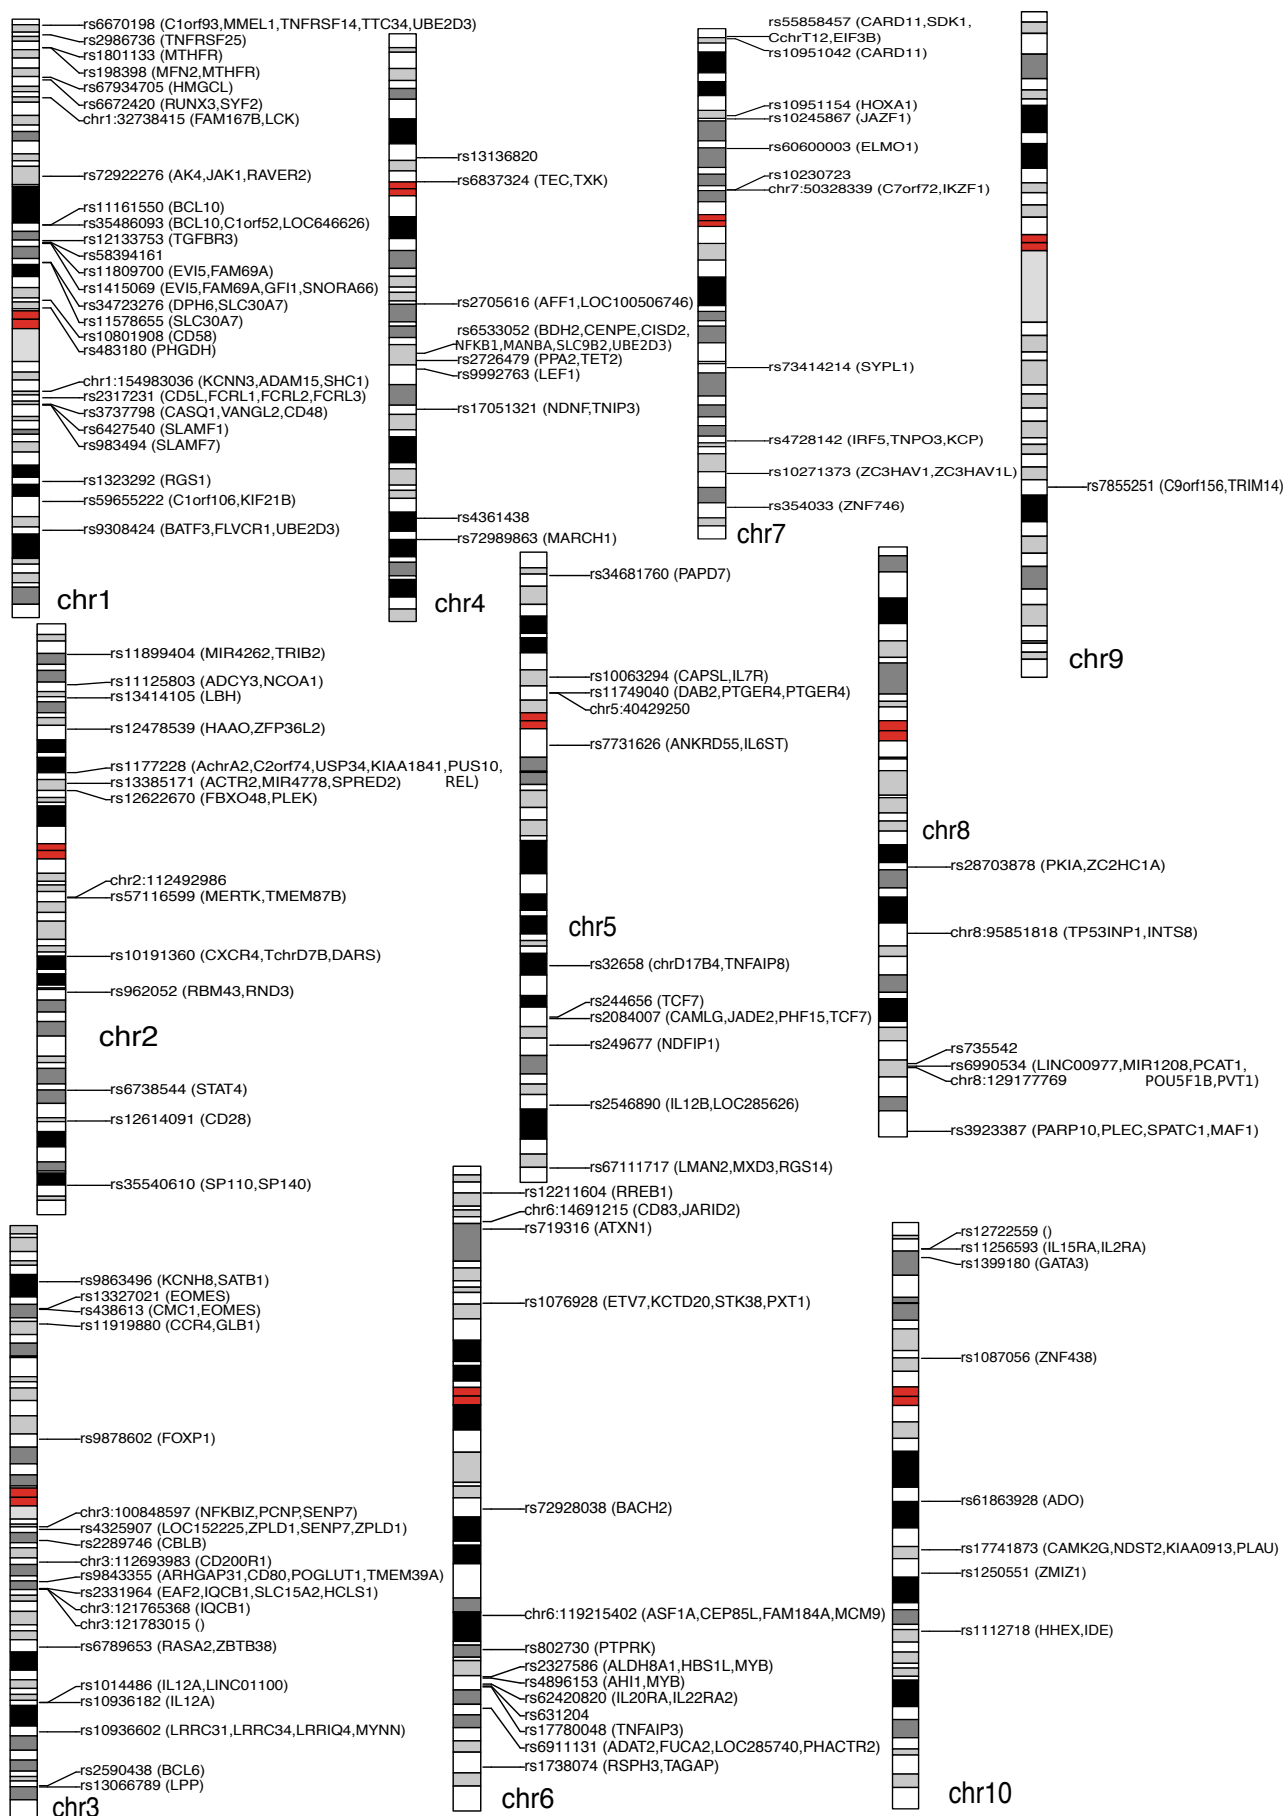 rs6670198 (C1orf93,MMEL1,TNFRSF14,TTC34,UBE2D3)
rs2986736 (TNFRSF25)
rs1801133 (MTHFR)
rs198398 (MFN2,MTHFR)
rs67934705 (HMGCL)
rs6672420 (RUNX3,SYF2)
chr1:32738415 (FAM167B,LCK)
rs72922276 (AK4,JAK1,RAVER2)
rs11161550 (BCL10)
rs35486093 (BCL10,C1orf52,LOC646626)
rs12133753 (TGFBR3)
rs58394161
rs11809700 (EVI5,FAM69A)
rs1415069 (EVI5,FAM69A,GFI1,SNORA66)
rs34723276 (DPH6,SLC30A7)
rs11578655 (SLC30A7)
rs10801908 (CD58)
rs483180 (PHGDH)
chr1:154983036 (KCNN3,ADAM15,SHC1)
rs2317231 (CD5L,FCRL1,FCRL2,FCRL3)
rs3737798 (CASQ1,VANGL2,CD48)
rs6427540 (SLAMF1)
rs983494 (SLAMF7)
rs1323292 (RGS1)
rs59655222 (C1orf106,KIF21B)
rs9308424 (BATF3,FLVCR1,UBE2D3)
chr1
rs13136820
rs6837324 (TEC,TXK)
rs2705616 (AFF1,LOC100506746)
rs6533052 (BDH2,CENPE,CISD2,
NFKB1,MANBA,SLC9B2,UBE2D3)
rs2726479 (PPA2,TET2)
rs9992763 (LEF1)
rs17051321 (NDNF,TNIP3)
rs4361438
rs72989863 (MARCH1)
chr4
rs55858457 (CARD11,SDK1,
CchrT12,EIF3B)
rs10951042 (CARD11)
rs10951154 (HOXA1)
rs10245867 (JAZF1)
rs60600003 (ELMO1)
rs10230723
chr7:50328339 (C7orf72,IKZF1)
rs73414214 (SYPL1)
rs4728142 (IRF5,TNPO3,KCP)
rs10271373 (ZC3HAV1,ZC3HAV1L)
rs354033 (ZNF746)
chr7
rs7855251 (C9orf156,TRIM14)
chr9
rs11899404 (MIR4262,TRIB2)
rs11125803 (ADCY3,NCOA1)
rs13414105 (LBH)
rs12478539 (HAAO,ZFP36L2)
rs1177228 (AchrA2,C2orf74,USP34,KIAA1841,PUS10,
REL)
rs13385171 (ACTR2,MIR4778,SPRED2)
rs12622670 (FBXO48,PLEK)
chr2:112492986
rs57116599 (MERTK,TMEM87B)
rs10191360 (CXCR4,TchrD7B,DARS)
rs962052 (RBM43,RND3)
chr2
rs6738544 (STAT4)
rs12614091 (CD28)
rs35540610 (SP110,SP140)
rs34681760 (PAPD7)
rs10063294 (CAPSL,IL7R)
rs11749040 (DAB2,PTGER4,PTGER4)
chr5:40429250
rs7731626 (ANKRD55,IL6ST)
chr5
rs32658 (chrD17B4,TNFAIP8)
rs244656 (TCF7)
rs2084007 (CAMLG,JADE2,PHF15,TCF7)
rs249677 (NDFIP1)
rs2546890 (IL12B,LOC285626)
rs67111717 (LMAN2,MXD3,RGS14)
chr8
rs28703878 (PKIA,ZC2HC1A)
chr8:95851818 (TP53INP1,INTS8)
rs735542
rs6990534 (LINC00977,MIR1208,PCAT1,
POU5F1B,PVT1)
chr8:129177769
rs3923387 (PARP10,PLEC,SPATC1,MAF1)
rs9863496 (KCNH8,SATB1)
rs13327021 (EOMES)
rs438613 (CMC1,EOMES)
rs11919880 (CCR4,GLB1)
rs9878602 (FOXP1)
chr3:100848597 (NFKBIZ,PCNP,SENP7)
rs4325907 (LOC152225,ZPLD1,SENP7,ZPLD1)
rs2289746 (CBLB)
chr3:112693983 (CD200R1)
rs9843355 (ARHGAP31,CD80,POGLUT1,TMEM39A)
rs2331964 (EAF2,IQCB1,SLC15A2,HCLS1)
chr3:121765368 (IQCB1)
chr3:121783015 ()
rs6789653 (RASA2,ZBTB38)
rs1014486 (IL12A,LINC01100)
rs10936182 (IL12A)
rs10936602 (LRRC31,LRRC34,LRRIQ4,MYNN)
rs2590438 (BCL6)
rs13066789 (LPP)
chr3
rs12211604 (RREB1)
chr6:14691215 (CD83,JARID2)
rs719316 (ATXN1)
rs1076928 (ETV7,KCTD20,STK38,PXT1)
rs72928038 (BACH2)
chr6:119215402 (ASF1A,CEP85L,FAM184A,MCM9)
rs802730 (PTPRK)
rs2327586 (ALDH8A1,HBS1L,MYB)
rs4896153 (AHI1,MYB)
rs62420820 (IL20RA,IL22RA2)
rs631204
rs17780048 (TNFAIP3)
rs6911131 (ADAT2,FUCA2,LOC285740,PHACTR2)
rs1738074 (RSPH3,TAGAP)
chr6
rs12722559 ()
rs11256593 (IL15RA,IL2RA)
rs1399180 (GATA3)
rs1087056 (ZNF438)
rs61863928 (ADO)
rs17741873 (CAMK2G,NDST2,KIAA0913,PLAU)
rs1250551 (ZMIZ1)
rs1112718 (HHEX,IDE)
chr10